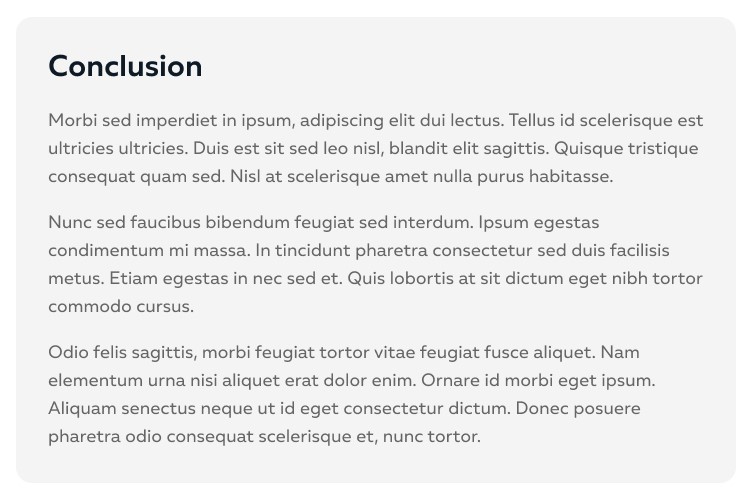 Conclusion
Morbi sed imperdiet in ipsum, adipiscing elit dui lectus. Tellus id scelerisque est
ultricies ultricies. Duis est sit sed leo nisl, blandit elit sagittis. Quisque tristique
consequat quam sed. Nisl at scelerisque amet nulla purus habitasse.
Nunc sed faucibus bibendum feugiat sed interdum. Ipsum egestas
condimentum mi massa. In tincidunt pharetra consectetur sed duis facilisis
metus. Etiam egestas in nec sed et. Quis lobortis at sit dictum eget nibh tortor
commodo cursus.
Odio felis sagittis, morbi feugiat tortor vitae feugiat fusce aliquet. Nam
elementum urna nisi aliquet erat dolor enim. Ornare id morbi eget ipsum.
Aliquam senectus neque ut id eget consectetur dictum. Donec posuere
pharetra odio consequat scelerisque et, nunc tortor.